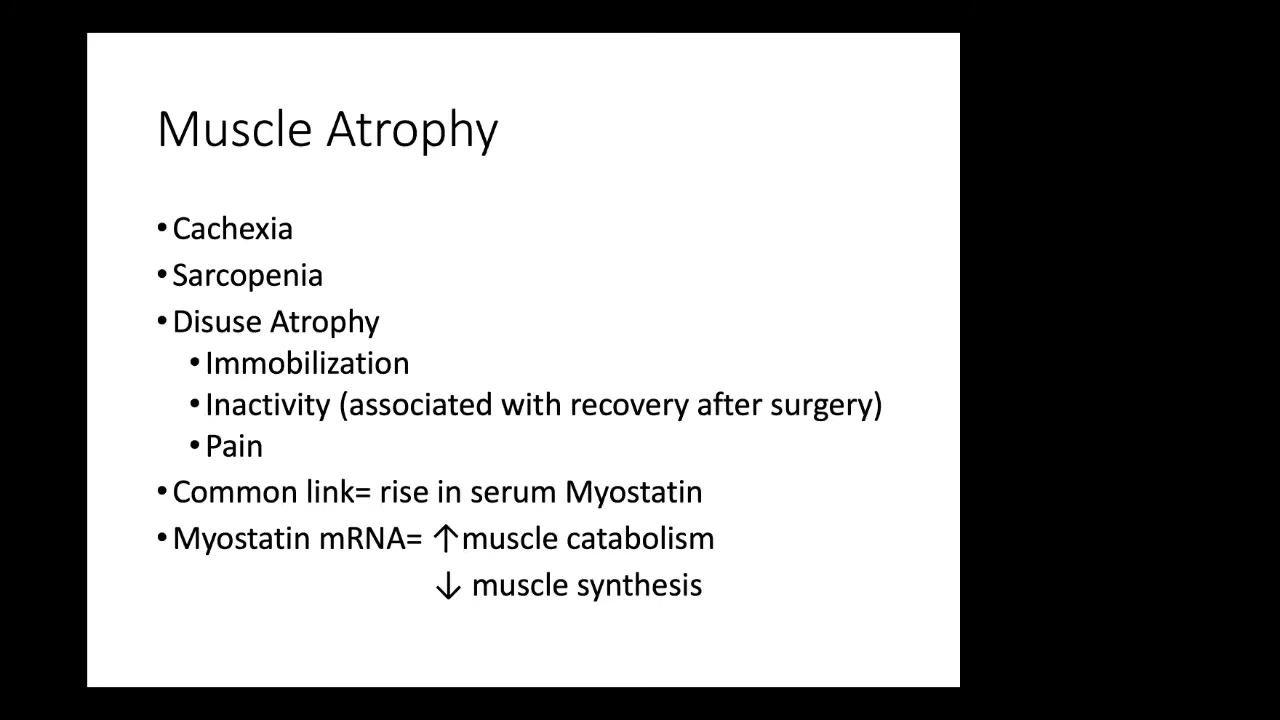 Muscle Atrophy
• Cachexia
• Sarcopenia
• Disuse Atrophy
• Immobilization
• Inactivity (associated with recovery after surgery)
• Pain
• Common link= rise in serum Myostatin
• Myostatin mRNA= ↑muscle catabolism
↓ muscle synthesis